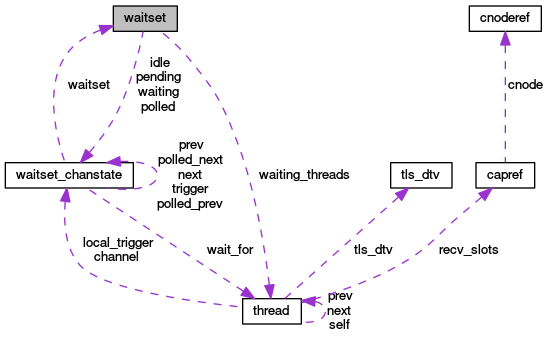 waitset
cnoderef
idle
pending
waiting
polled
waitset
cnode
prev
polled_next
next
trigger
polled_prev
waitset_chanstate
waiting_threads
tls_dtv
capref
local_trigger
channel
wait_for
tls_dtv
recv_slots
thread
prev
next
self